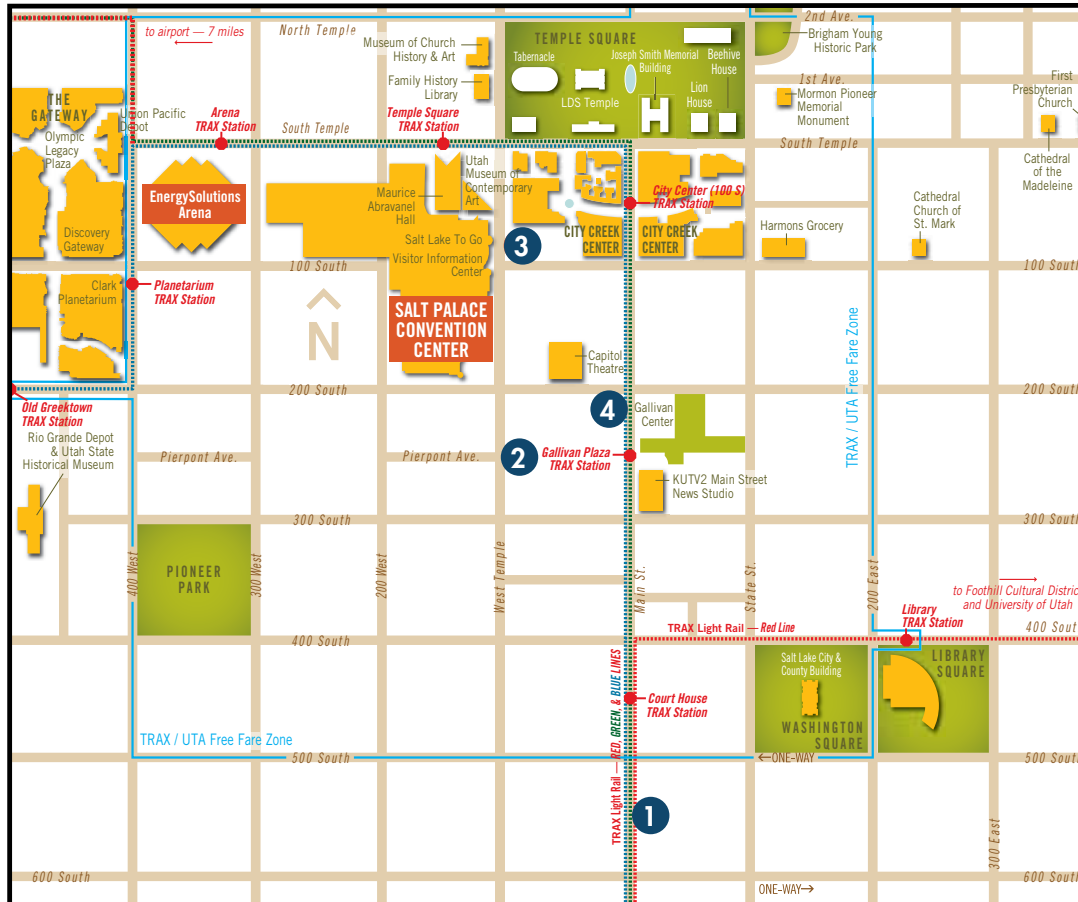 2nd Ave.
to airport — 7 miles
North Temple
Museum of Church
History & Art
Family History
Library
TEMPLE SQUARE
Tabernacle
LDS Temple
Joseph Smith Memorial
Building
Beehive
House
Lion
House
Brigham Young
Historic Park
1st Ave.
Mormon Pioneer
Memorial
Monument
First
Presbyterian
Church
Cathedral
of the
Madeleine
THE
GATEWAY
Union Pacific
Depot
Olympic
Legacy
Plaza
Arena
TRAX Station
South Temple
Temple Square
TRAX Station
South Temple
EnergySolutions
Arena
Discovery
Gateway
Maurice
Abravanel
Hall
Utah
Museum of
Contemporary
Art
City Center (100 S)
TRAX Station
Salt Lake To Go
Visitor Information
Center
3
CITY CREEK
CENTER
CITY CREEK
CENTER
Harmons Grocery
Cathedral
Church of
St. Mark
100 South
100 South
Clark
Planetarium
Planetarium
TRAX Station
N
SALT PALACE
CONVENTION
CENTER
Capitol
Theatre
TRAX / UTA Free Fare Zone
200 South
200 South
Old Greektown
TRAX Station
Rio Grande Depot
& Utah State
Historical Museum
4
Gallivan
Center
Pierpont Ave.
Pierpont Ave.
2
Gallivan Plaza
TRAX Station
KUTV2 Main Street
News Studio
300 South
300 South
400 West
300 West
200 West
West Temple
Main St.
State St.
200 East
PIONEER
PARK
to Foothill Cultural Distric
and University of Utah
Library
TRAX Station
400 South
TRAX Light Rail — Red Line
400 Sout
Salt Lake City &
County Building
LIBRARY
SQUARE
WASHINGTON
SQUARE
Court House
TRAX Station
TRAX Light Rail — RED, GREEN, & BLUE LINES
TRAX / UTA Free Fare Zone
500 South
←ONE–WAY
500 South
1
300 East
600 South
600 South
ONE–WAY→